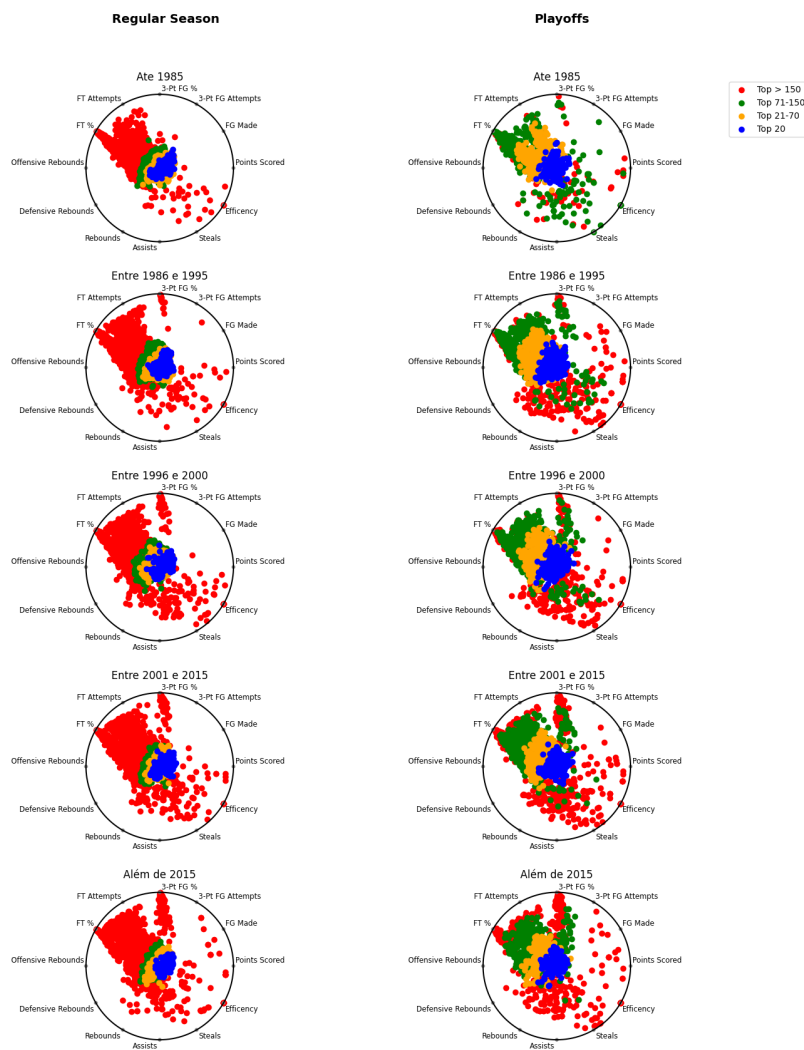 Regular Season
Playoffs
Top > 150
Top 71-150
Top 21-70
Top 20
Ate 1985
3-Pt FG %
FT Attempts
3-Pt FG Attempts
FT %
FG Made
Offensive Rebounds
Points Scored
Defensive Rebounds
Efficency
Rebounds
Steals
Assists
Ate 1985
3-Pt FG %
FT Attempts
3-Pt FG Attempts
FT %
FG Made
Offensive Rebounds
Points Scored
Defensive Rebounds
Efficency
Rebounds
Steals
Assists
Entre 1986 e 1995
3-Pt FG %
FT Attempts
3-Pt FG Attempts
FT %
FG Made
Offensive Rebounds
Points Scored
Defensive Rebounds
Efficency
Rebounds
Steals
Assists
Entre 1986 e 1995
3-Pt FG %
FT Attempts
3-Pt FG Attempts
FT %
FG Made
Offensive Rebounds
Points Scored
Defensive Rebounds
Efficency
Rebounds
Steals
Assists
Entre 1996 e 2000
3-Pt FG %
FT Attempts
3-Pt FG Attempts
FT %
FG Made
Offensive Rebounds
Points Scored
Defensive Rebounds
Efficency
Rebounds
Steals
Assists
Entre 1996 e 2000
3-Pt FG %
FT Attempts
3-Pt FG Attempts
FT %
FG Made
Offensive Rebounds
Points Scored
Defensive Rebounds
Efficency
Rebounds
Steals
Assists
Entre 2001 e 2015
3-Pt FG %
FT Attempts
3-Pt FG Attempts
FT %
FG Made
Offensive Rebounds
Points Scored
Defensive Rebounds
Efficency
Rebounds
Steals
Assists
Entre 2001 e 2015
3-Pt FG %
FT Attempts
3-Pt FG Attempts
FT %
FG Made
Offensive Rebounds
Points Scored
Defensive Rebounds
Efficency
Rebounds
Steals
Assists
Além de 2015
3-Pt FG %
FT Attempts
3-Pt FG Attempts
FT %
FG Made
Offensive Rebounds
Points Scored
Defensive Rebounds
Efficency
Rebounds
Steals
Assists
Além de 2015
3-Pt FG %
FT Attempts
3-Pt FG Attempts
FT %
FG Made
Offensive Rebounds
Points Scored
Defensive Rebounds
Efficency
Rebounds
Steals
Assists